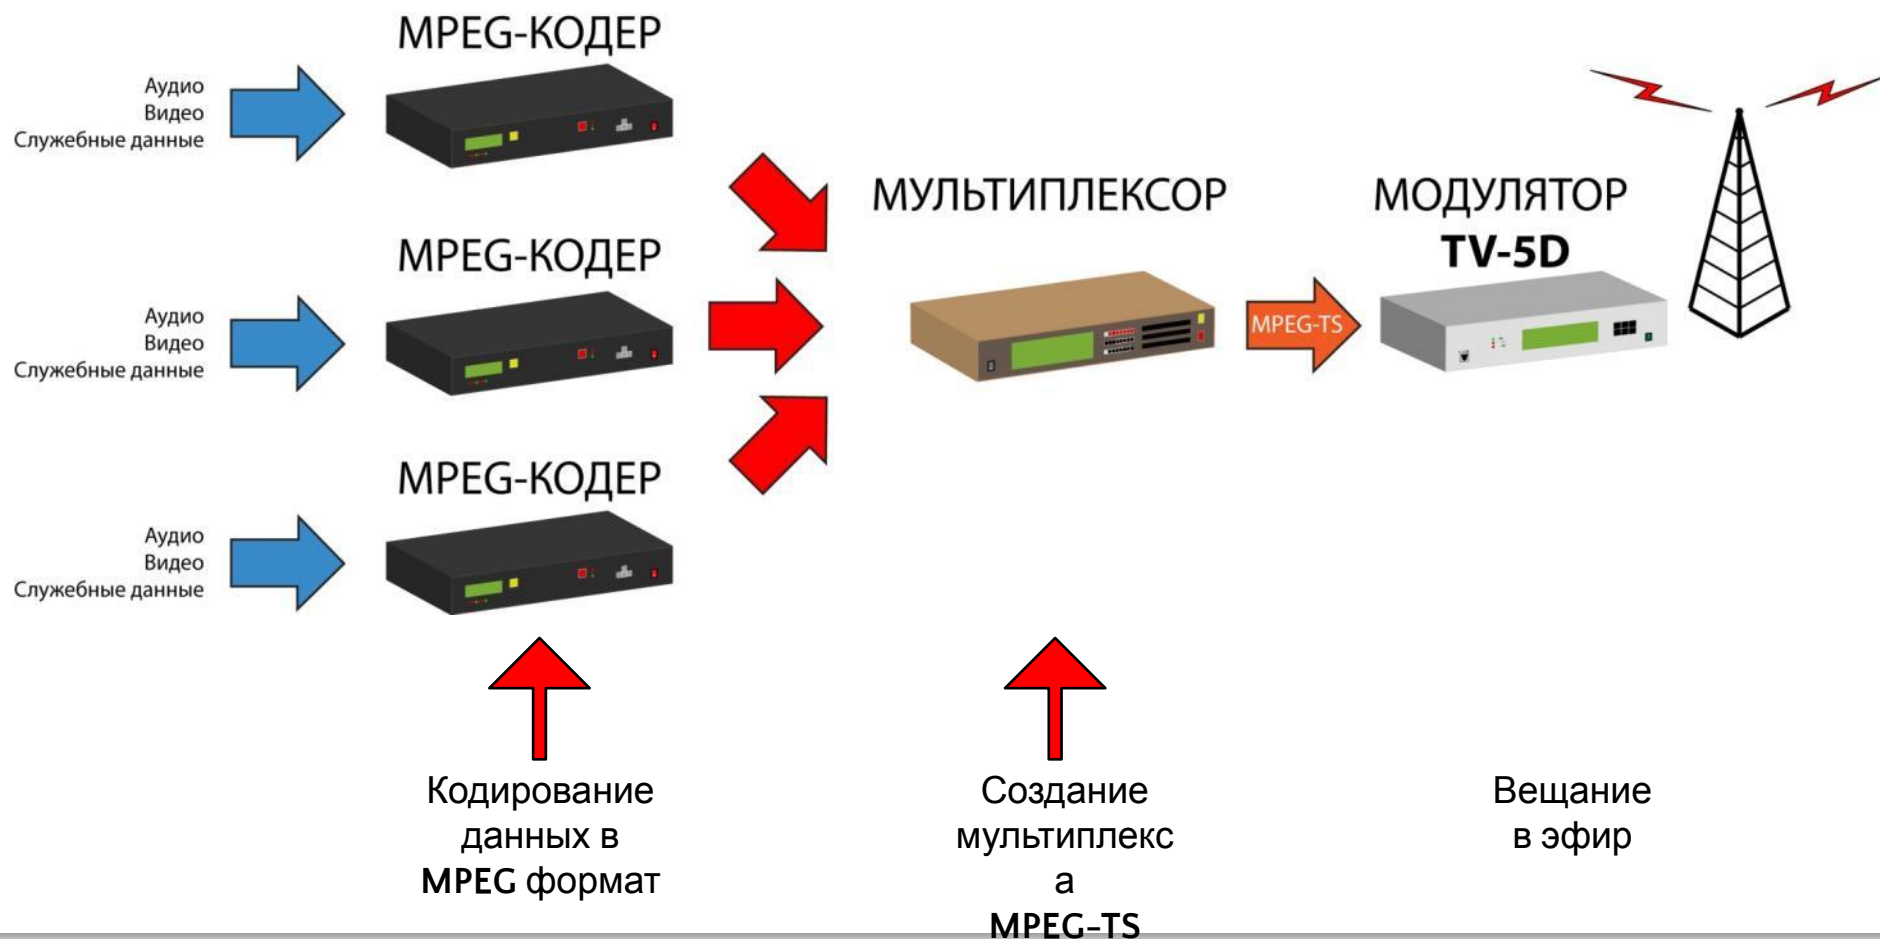 MPEG-КОДЕР
Аудио
Видео
Служебные данные
MPEG-КОДЕР
Аудио
Видео
Служебные данные
MPEG-КОДЕР
Аудио
Видео
Служебные данные
МУЛЬТИПЛЕКСОР
MPEG-TS
МОДУЛЯТОР
TV-5D
Кодирование
данных в
MPEG формат
Создание
мультиплекс
а
MPEG-TS
Вещание
в эфир